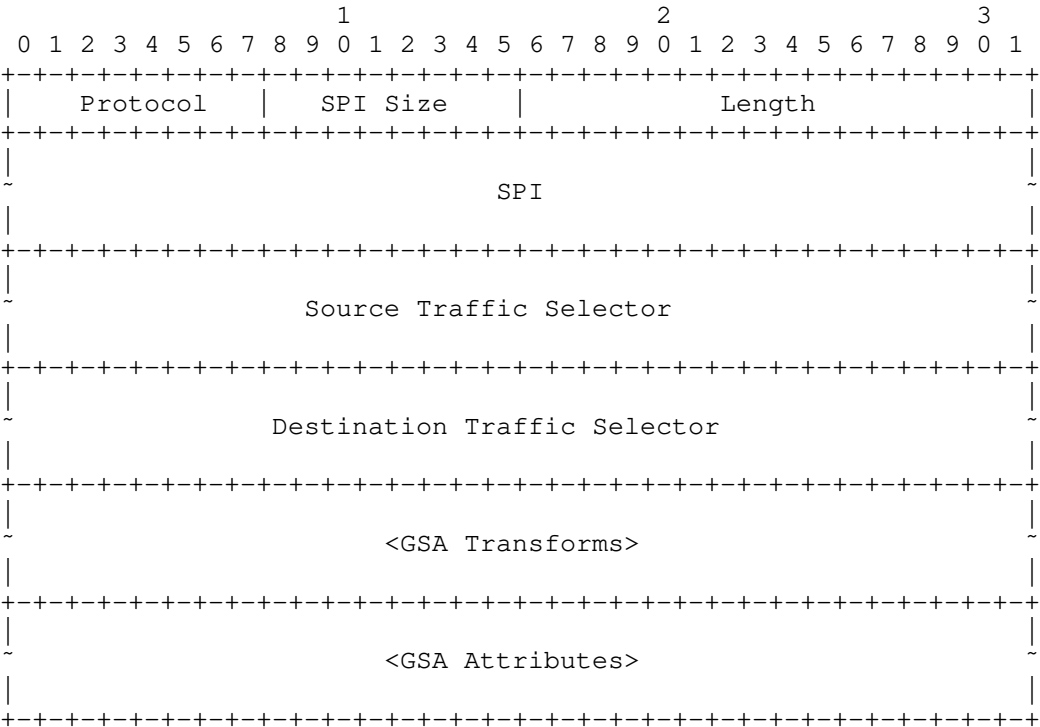 1                   2                   3
 0 1 2 3 4 5 6 7 8 9 0 1 2 3 4 5 6 7 8 9 0 1 2 3 4 5 6 7 8 9 0 1
+-+-+-+-+-+-+-+-+-+-+-+-+-+-+-+-+-+-+-+-+-+-+-+-+-+-+-+-+-+-+-+-+
|    Protocol   |   SPI Size    |            Length             |
+-+-+-+-+-+-+-+-+-+-+-+-+-+-+-+-+-+-+-+-+-+-+-+-+-+-+-+-+-+-+-+-+
|                                                               |
~                              SPI                              ~
|                                                               |
+-+-+-+-+-+-+-+-+-+-+-+-+-+-+-+-+-+-+-+-+-+-+-+-+-+-+-+-+-+-+-+-+
|                                                               |
~                  Source Traffic Selector                      ~
|                                                               |
+-+-+-+-+-+-+-+-+-+-+-+-+-+-+-+-+-+-+-+-+-+-+-+-+-+-+-+-+-+-+-+-+
|                                                               |
~                Destination Traffic Selector                   ~
|                                                               |
+-+-+-+-+-+-+-+-+-+-+-+-+-+-+-+-+-+-+-+-+-+-+-+-+-+-+-+-+-+-+-+-+
|                                                               |
~                       <GSA Transforms>                        ~
|                                                               |
+-+-+-+-+-+-+-+-+-+-+-+-+-+-+-+-+-+-+-+-+-+-+-+-+-+-+-+-+-+-+-+-+
|                                                               |
~                       <GSA Attributes>                        ~
|                                                               |
+-+-+-+-+-+-+-+-+-+-+-+-+-+-+-+-+-+-+-+-+-+-+-+-+-+-+-+-+-+-+-+-+